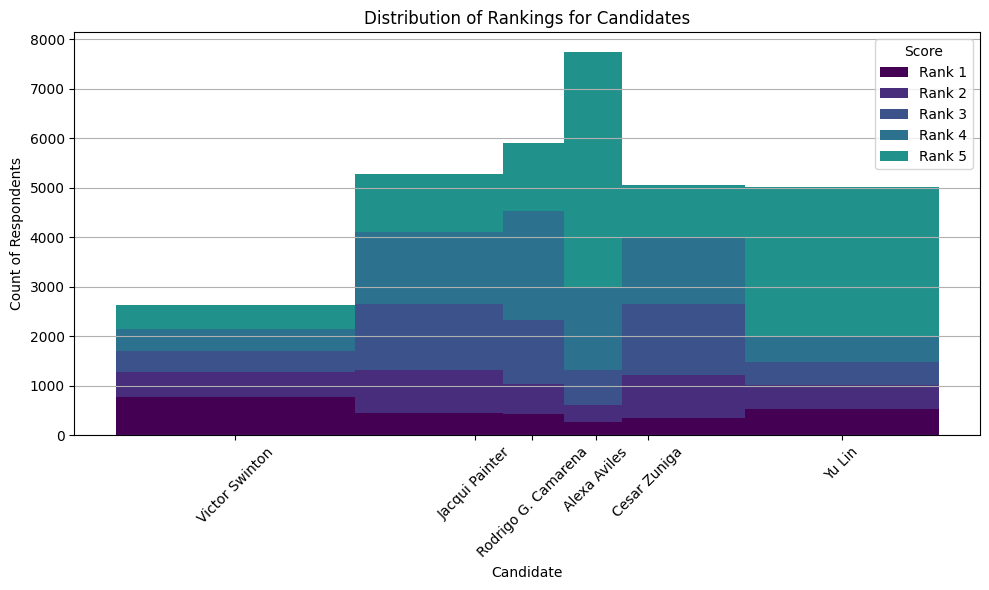 Distribution of Rankings for Candidates
Count of Respondents
8000
7000
6000
5000
4000
3000
2000
1000
0
Score
Rank 1
Rank 2
Rank 3
Rank 4
Rank 5
Victor Swinton
Jacqui Painter
Rodrigo G. Camarena
Alexa Aviles
Cesar Zuniga
Yu Lin
Candidate